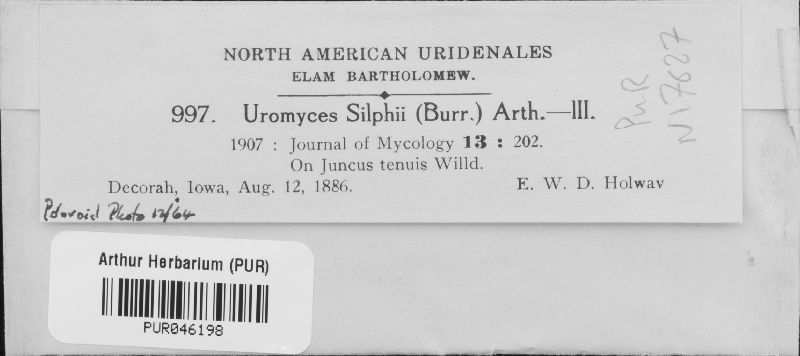 NORTH AMERICAN URIDENALES
ELAM BARTHOLOMEW.
997. Uromyces Silphii (Burr.) Arth.—III.
1907 : Journal of Mycology 13 : 202.
On Juncus tenuis Willd.
Decorah, Iowa, Aug. 12, 1886. E. W. D. Holway
Polaroid Photo 12/64
PUR
N17627
Arthur Herbarium (PUR)
PUR046198